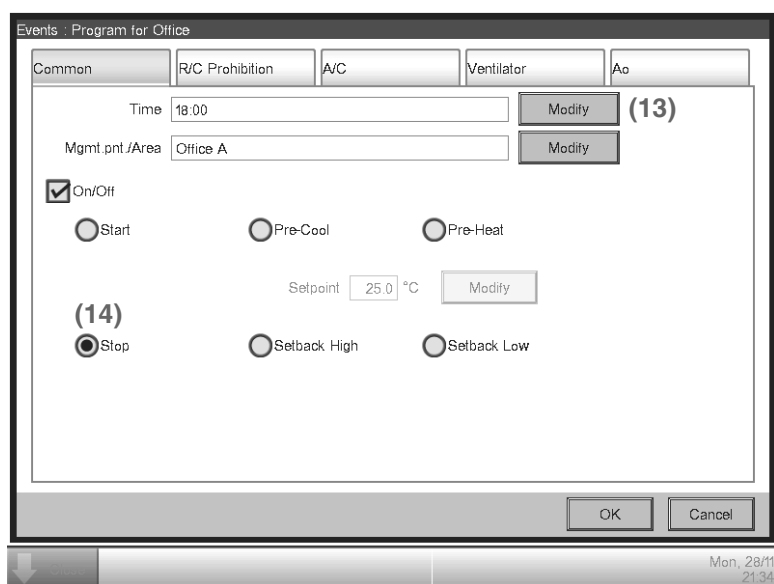 Events : Program for Office
Common R/C Prohibition A/C Ventilator Ao
Time 18:00 Modify (13)
Mgmt.pnt./Area Office A Modify
On/Off
Start Pre-Cool Pre-Heat
Setpoint 25.0 °C Modify
(14)
Stop Setback High Setback Low
OK Cancel
Mon, 28/11
21:34